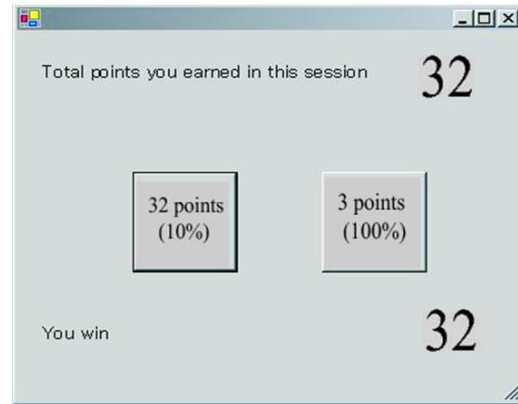 Total points you earned in this session 32
32 points
(10%)
3 points
(100%)
You win 32